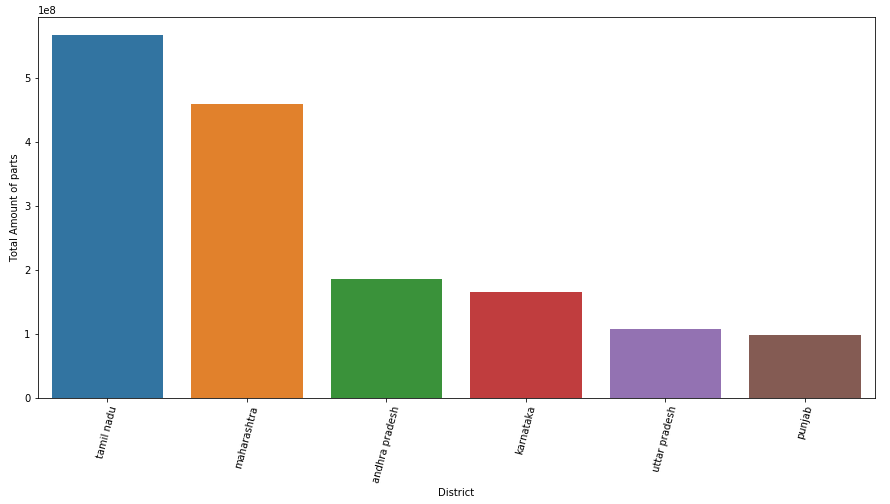 1e8
Total Amount of parts
5
4
3
2
1
0
tamil nadu
maharashtra
andhra pradesh
karnataka
uttar pradesh
punjab
District